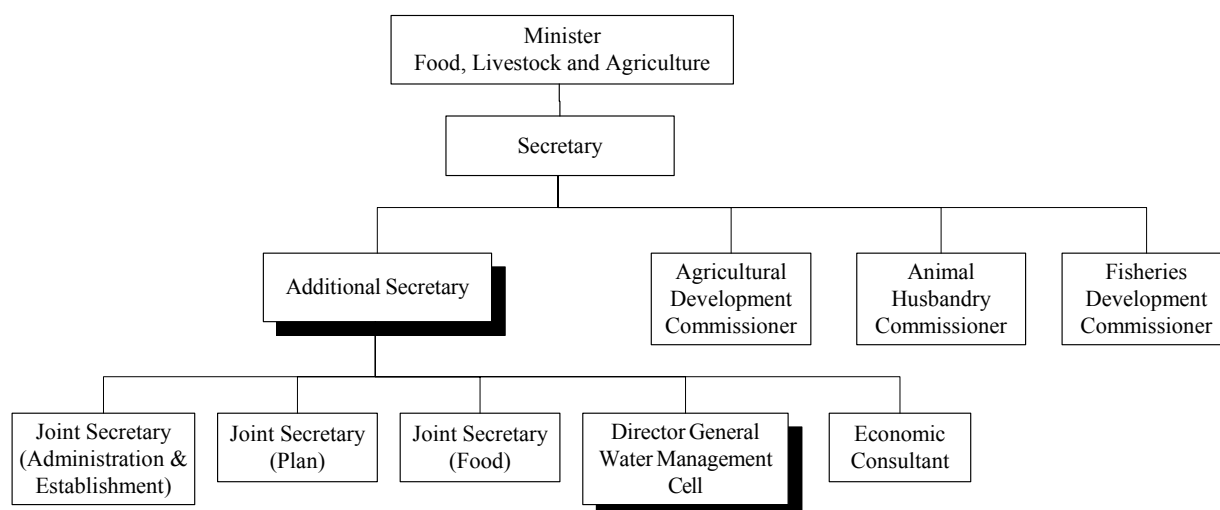 Minister
Food, Livestock and Agriculture
Secretary
Additional Secretary
Agricultural
Development
Commissioner
Animal
Husbandry
Commissioner
Fisheries
Development
Commissioner
Joint Secretary
(Administration &
Establishment)
Joint Secretary
(Plan)
Joint Secretary
(Food)
Director General
Water Management
Cell
Economic
Consultant